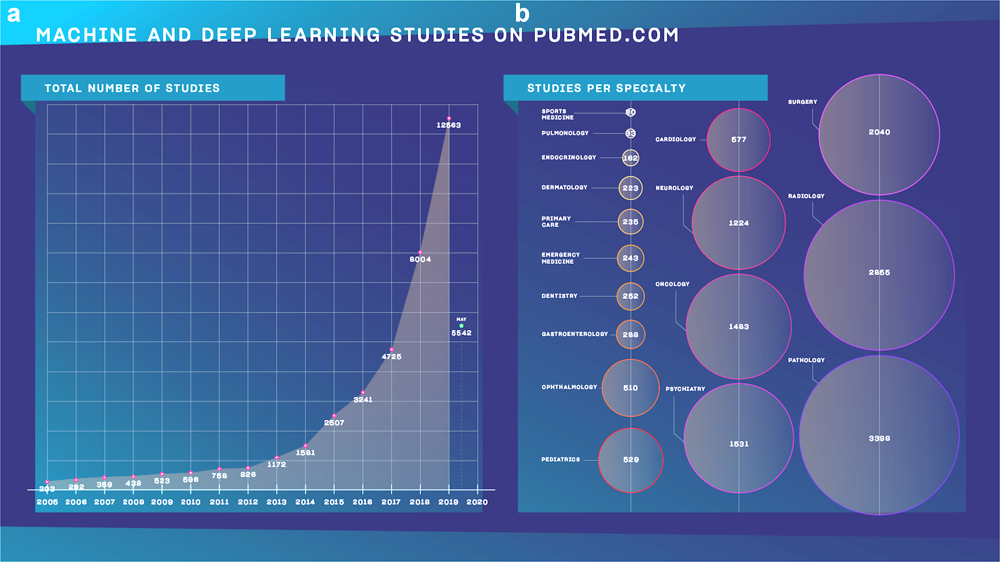 a
b
MACHINE AND DEEP LEARNING STUDIES ON PUBMED.COM
TOTAL NUMBER OF STUDIES
12563
8004
MAY
5542
4725
3241
2507
1581
1172
826
758
596
523
438
359
292
203
2005 2006 2007 2008 2009 2010 2011 2012 2013 2014 2015 2016 2017 2018 2019 2020
STUDIES PER SPECIALTY
SPORTS
MEDICINE
30
PULMONOLOGY
33
ENDOCRINOLOGY
162
DERMATOLOGY
223
PRIMARY
CARE
235
EMERGENCY
MEDICINE
243
DENTISTRY
252
GASTROENTEROLOGY
288
OPHTHALMOLOGY
510
PEDIATRICS
529
CARDIOLOGY
577
NEUROLOGY
1224
ONCOLOGY
1483
PSYCHIATRY
1531
SURGERY
2040
RADIOLOGY
2855
PATHOLOGY
3398